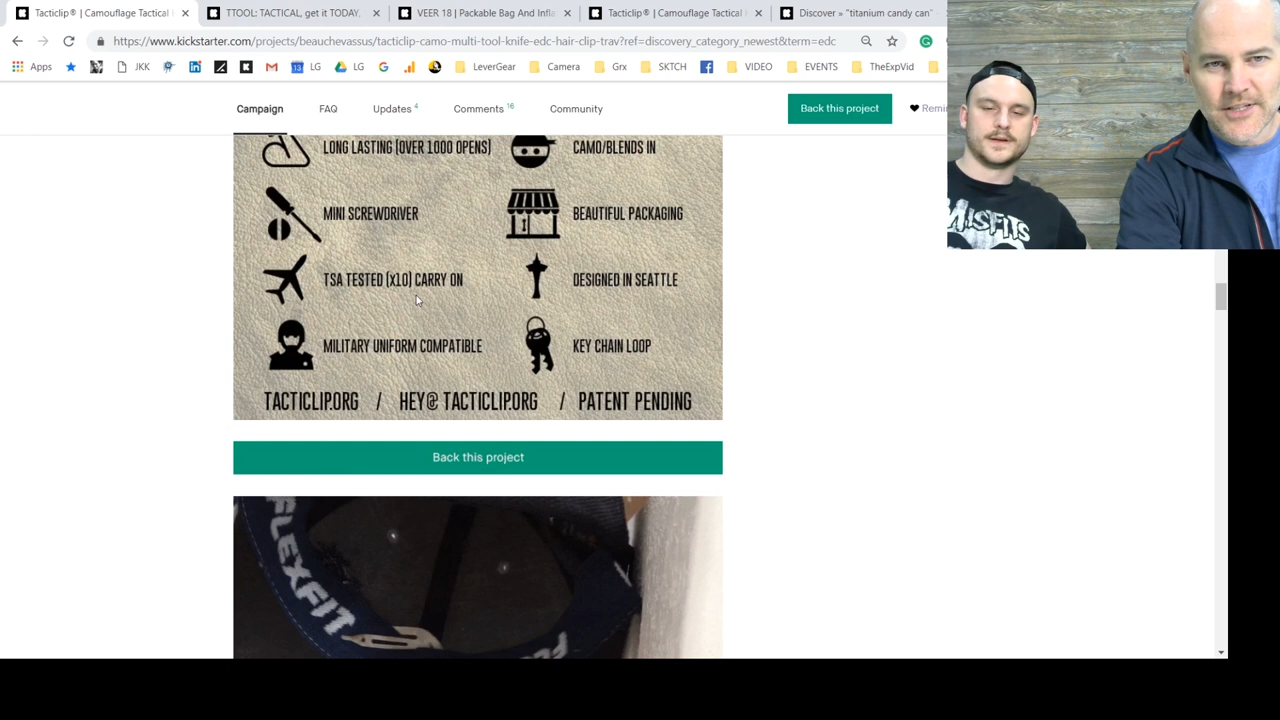 Tacticlip® | Camouflage Tactical
TTOOL: TACTICAL, get it TODAY,
VEER 18 | Packable Bag And Infla
Tacticlip® | Camouflage Tactical
Discover » "titanium candy can"
https://www.kickstarter.com/projects/beauchevassus/tacticlip-camo-multi-tool-knife-edc-hair-clip-trav?ref=discovery_category_newest&term=edc
Apps JKK 13 LG LG LeverGear Camera Grx SKTCH VIDEO EVENTS TheExpVid
Campaign FAQ Updates 4 Comments 16 Community Back this project Remi
LONG LASTING (OVER 1000 OPENS) CAMO/BLENDS IN
MINI SCREWDRIVER BEAUTIFUL PACKAGING
TSA TESTED (X10) CARRY ON DESIGNED IN SEATTLE
MILITARY UNIFORM COMPATIBLE KEY CHAIN LOOP
TACTICLIP.ORG / HEY@ TACTICLIP.ORG / PATENT PENDING
Back this project
FLEXFIT
MISFITS